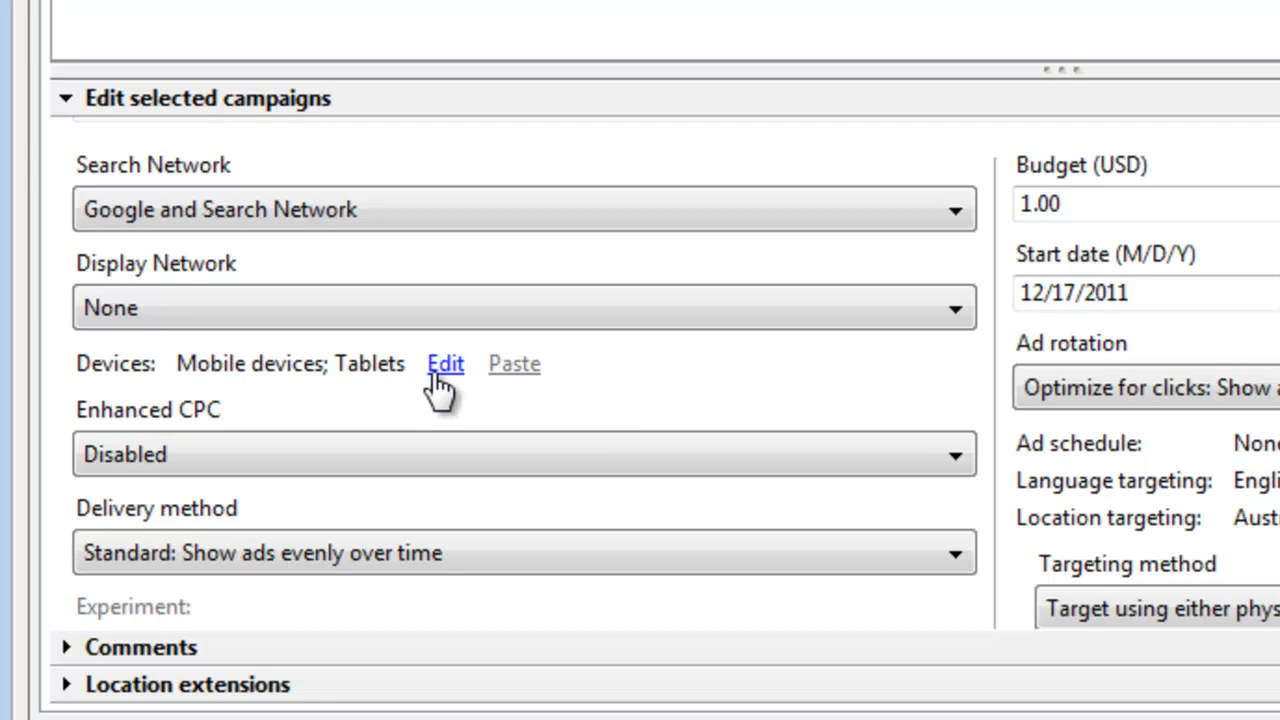 Edit selected campaigns
Search Network
Google and Search Network
Display Network
None
Devices: Mobile devices; Tablets Edit Paste
Enhanced CPC
Disabled
Delivery method
Standard: Show ads evenly over time
Experiment:
Budget (USD)
1.00
Start date (M/D/Y)
12/17/2011
Ad rotation
Optimize for clicks: Show
Ad schedule:
Language targeting:
Location targeting:
Targeting method
Target using either
Comments
Location extensions